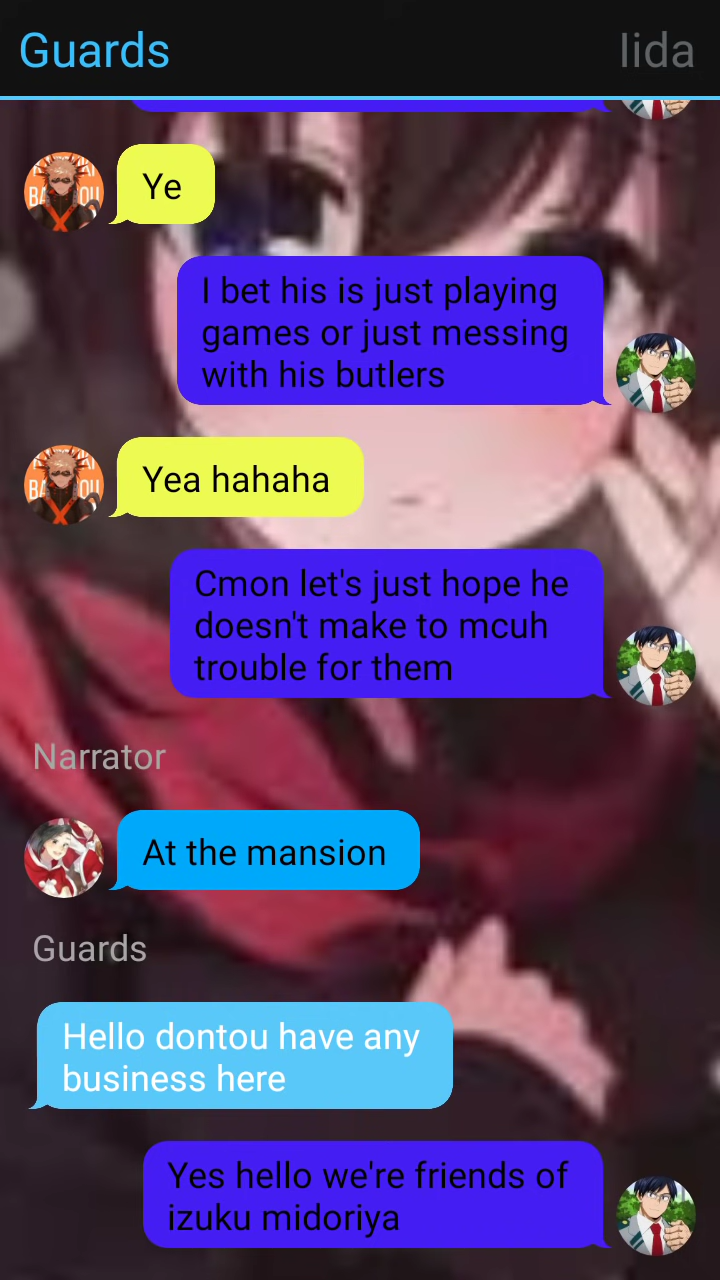 Guards
Iida
Ye
I bet his is just playing
games or just messing
with his butlers
Yea hahaha
Cmon let's just hope he
doesn't make to mcuh
trouble for them
Narrator
At the mansion
Guards
Hello dontou have any
business here
Yes hello we're friends of
izuku midoriya